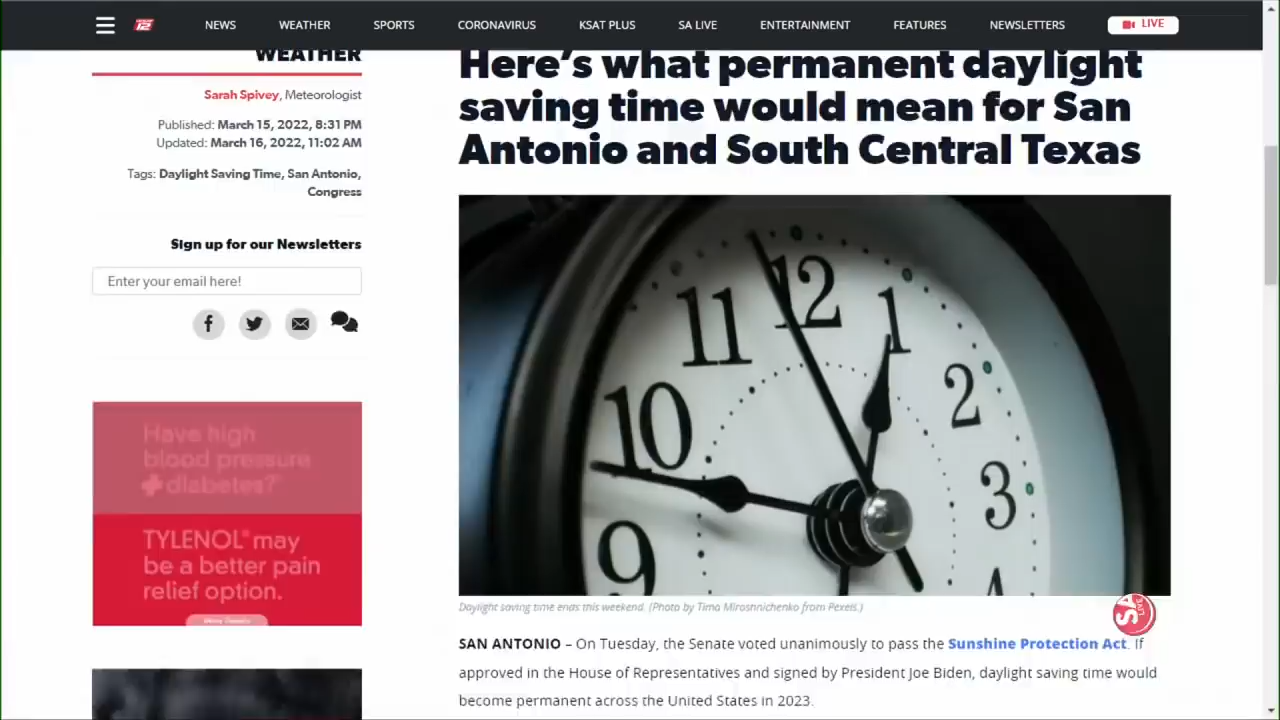 NEWS WEATHER SPORTS CORONAVIRUS KSAT PLUS SA LIVE ENTERTAINMENT FEATURES NEWSLETTERS LIVE
12
WEATHER
Sarah Spivey, Meteorologist
Published: March 15, 2022, 8:31 PM
Updated: March 16, 2022, 11:02 AM
Tags: Daylight Saving Time, San Antonio,
Congress
Sign up for our Newsletters
Enter your email here!
Have high
blood pressure
+ diabetes?
TYLENOL® may
be a better pain
relief option.
Here's what permanent daylight
saving time would mean for San
Antonio and South Central Texas
12
11
1
10
2
3
9
4
Daylight saving time ends this weekend. (Photo by Tima Miroshnichenko from Pexels.)
SA LIVE
SAN ANTONIO – On Tuesday, the Senate voted unanimously to pass the Sunshine Protection Act. If
approved in the House of Representatives and signed by President Joe Biden, daylight saving time would
become permanent across the United States in 2023.